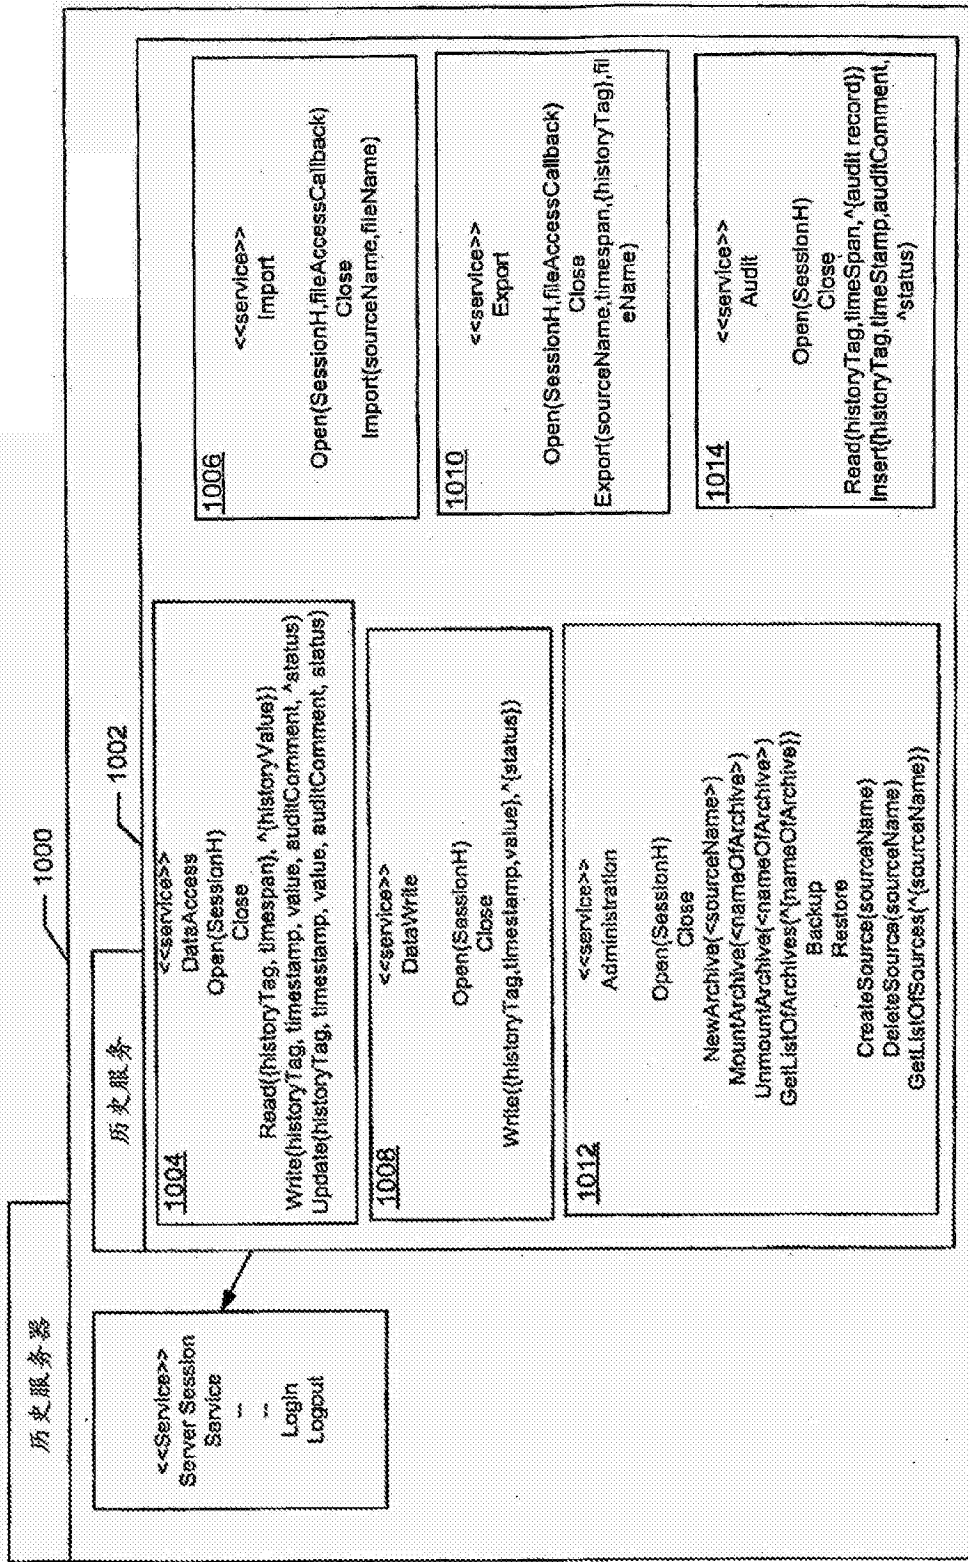 历史服务器
1000
<<Service>>
Server Session
Service
--
--
Login
Logout
历史服务
1002
1004
<<service>>
DataAccess
Open(SessionH)
Close
Read({historyTag, timespan}, ^{historyValue})
Write(historyTag, timestamp, value, auditComment, ^status)
Update(historyTag, timestamp, value, auditComment, status)
1006
<<service>>
Import
Open(SessionH,fileAccessCallback)
Close
Import(sourceName,fileName)
1008
<<service>>
DataWrite
Open(SessionH)
Close
Write({historyTag,timestamp,value},^{status})
1010
<<service>>
Export
Open(SessionH,fileAccessCallback)
Close
Export(sourceName,timespan,{historyTag},fil
eName)
1012
<<service>>
Administration
Open(SessionH)
Close
NewArchive(<sourceName>)
MountArchive(<nameOfArchive>)
UnmountArchive(<nameOfArchive>)
GetListOfArchives(^{nameOfArchive})
Backup
Restore
CreateSource(sourceName)
DeleteSource(sourceName)
GetListOfSources(^{sourceName})
1014
<<service>>
Audit
Open(SessionH)
Close
Read(historyTag,timeSpan,^{audit record})
Insert(historyTag,timeStamp,auditComment,
^status)